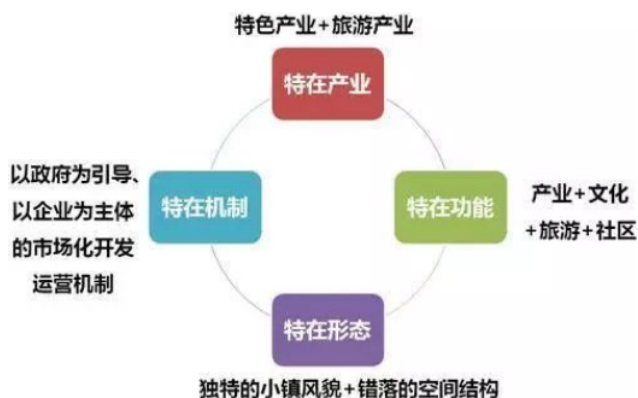 特色产业+旅游产业
特在产业
以政府为引导、
以企业为主体
的市场化开发
运营机制
特在机制
特在功能
产业+文化
+旅游+社区
特在形态
独特的小镇风貌+错落的空间结构